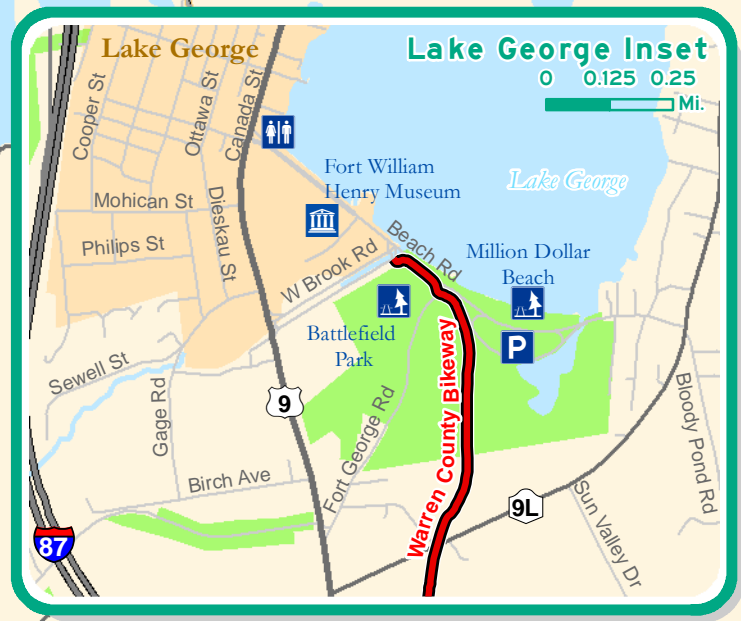 Lake George
Lake George Inset
0 0.125 0.25
Mi.
Cooper St
Ottawa St
Canada St
Fort William
Henry Museum
Lake George
Mohican St
Dieskau St
Philips St
W Brook Rd
Beach Rd
Million Dollar
Beach
Battlefield
Park
P
Sewell St
Gage Rd
9
Fort George Rd
Warren County Bikeway
Bloody Pond Rd
Birch Ave
9L
Sun Valley Dr
87